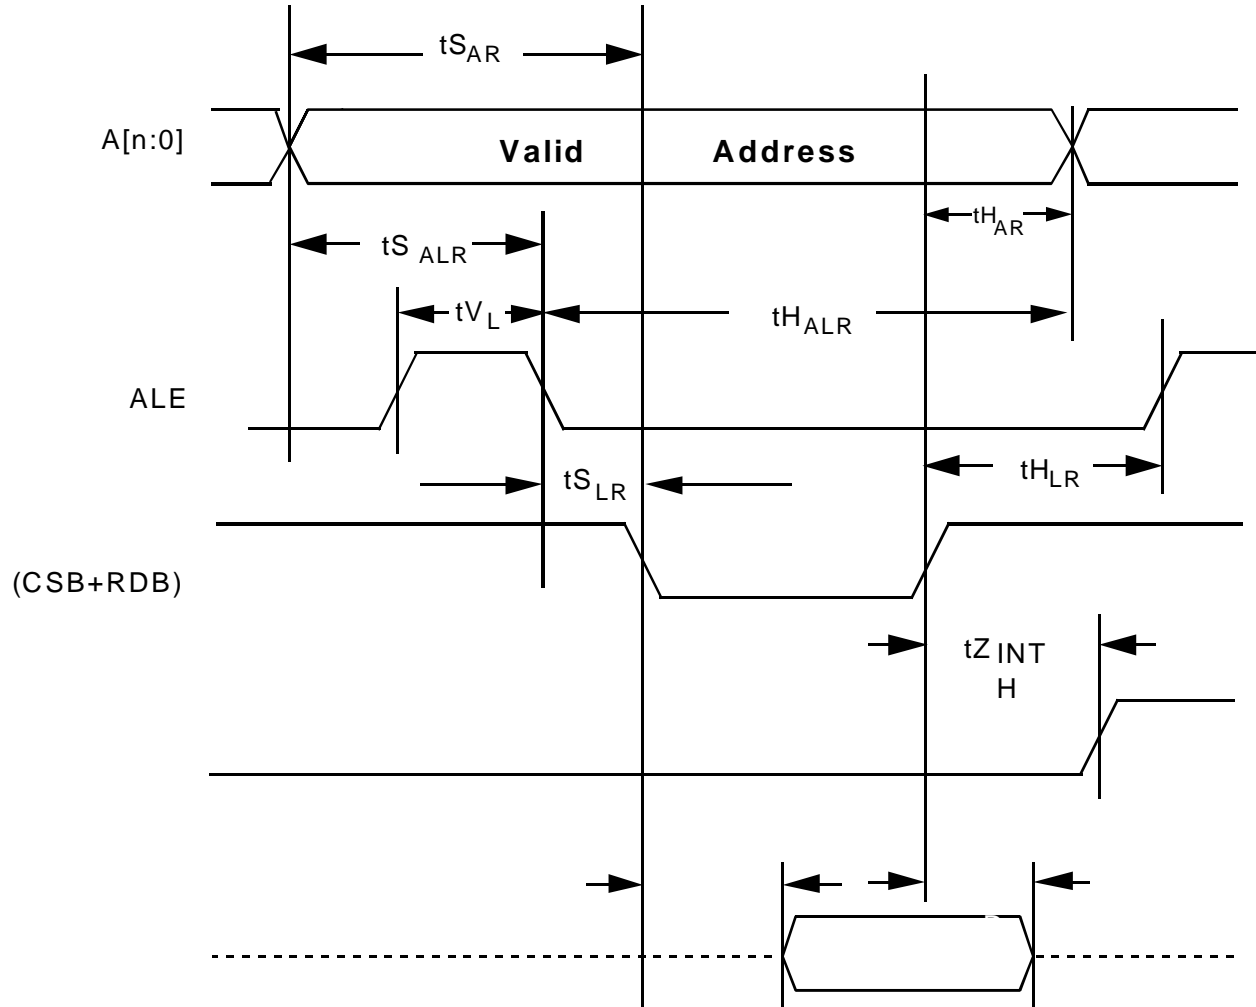 tSAR
A[n:0]
Valid Address
tHAR
tS ALR
tVL
tHALR
ALE
tSLR
tHLR
(CSB+RDB)
tZ INT
H